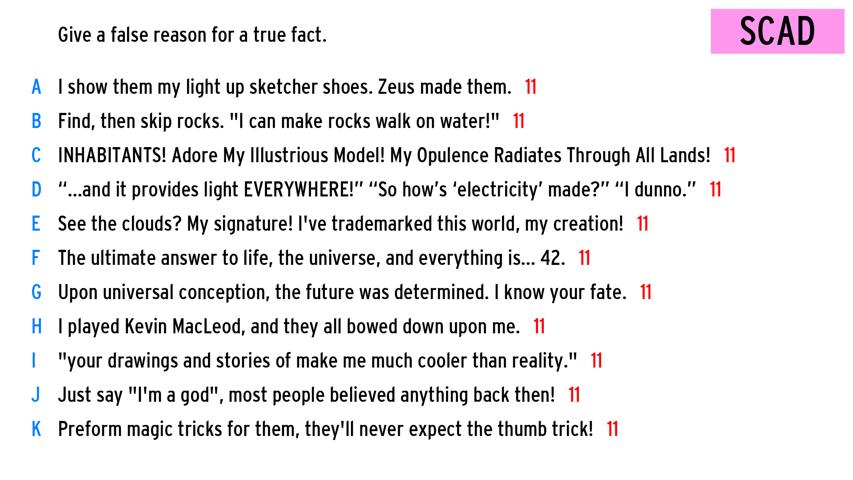 Give a false reason for a true fact.
SCAD
A I show them my light up sketcher shoes. Zeus made them. 11
B Find, then skip rocks. "I can make rocks walk on water!" 11
C INHABITANTS! Adore My Illustrious Model! My Opulence Radiates Through All Lands! 11
D “...and it provides light EVERYWHERE!” “So how’s ‘electricity’ made?” “I dunno.” 11
E See the clouds? My signature! I've trademarked this world, my creation! 11
F The ultimate answer to life, the universe, and everything is... 42. 11
G Upon universal conception, the future was determined. I know your fate. 11
H I played Kevin MacLeod, and they all bowed down upon me. 11
I "your drawings and stories of make me much cooler than reality." 11
J Just say "I'm a god", most people believed anything back then! 11
K Preform magic tricks for them, they'll never expect the thumb trick! 11